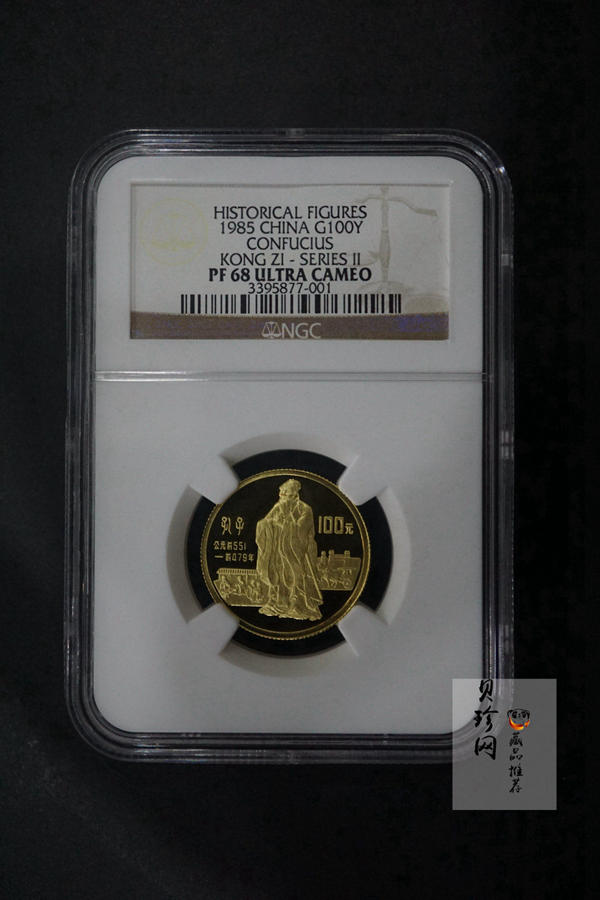 HISTORICAL FIGURES
1985 CHINA G100Y
CONFUCIUS
KONG ZI - SERIES II
PF 68 ULTRA CAMEO
3395877-001
NGC
孔子
100元
公元前551
—前479年
贝珍网
藏品推荐